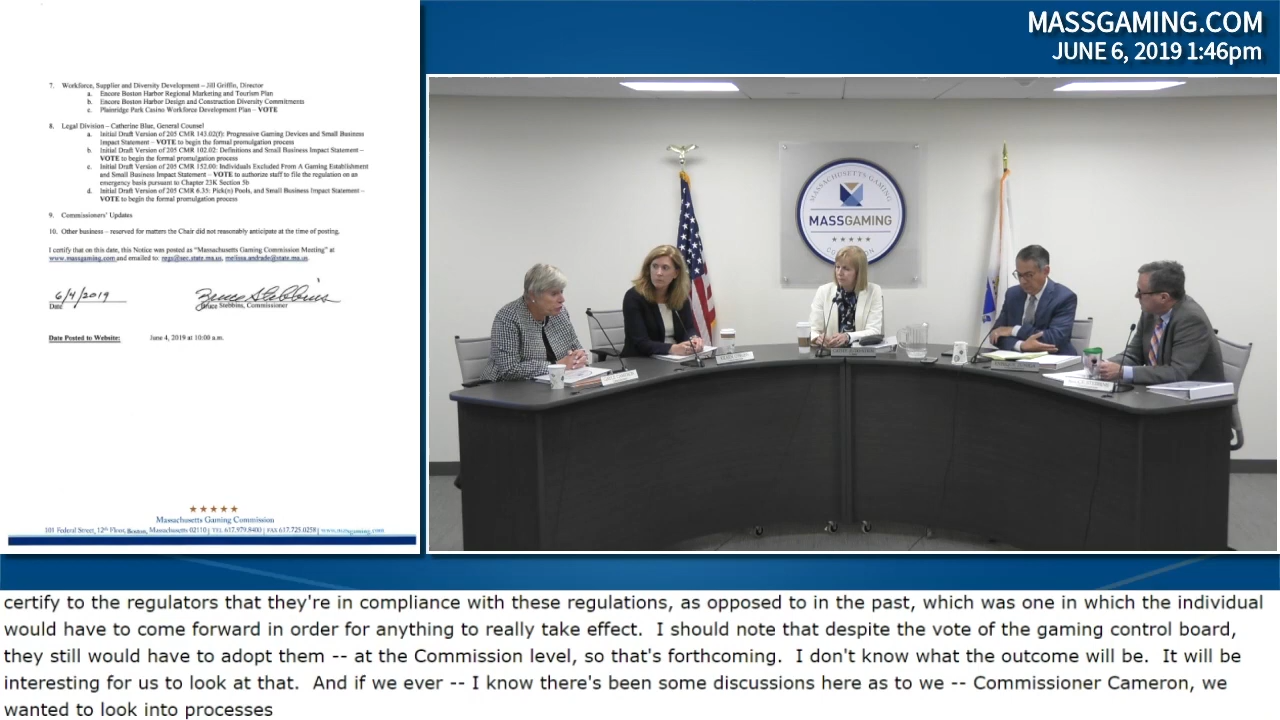 MASSGAMING.COM
JUNE 6, 2019 1:46pm
7. Workforce, Supplier and Diversity Development – Jill Griffin, Director
a. Encore Boston Harbor Regional Marketing and Tourism Plan
b. Encore Boston Harbor Design and Construction Diversity Commitments
c. Plainridge Park Casino Workforce Development Plan – VOTE
8. Legal Division – Catherine Blue, General Counsel
a. Initial Draft Version of 205 CMR 143.02(f): Progressive Gaming Devices and Small Business
Impact Statement – VOTE to begin the formal promulgation process
b. Initial Draft Version of 205 CMR 102.02: Definitions and Small Business Impact Statement –
VOTE to begin the formal promulgation process
c. Initial Draft Version of 205 CMR 152.00: Individuals Excluded From A Gaming Establishment
and Small Business Impact Statement – VOTE to authorize staff to file the regulation on an
emergency basis pursuant to Chapter 23K Section 5b
d. Initial Draft Version of 205 CMR 6.35: Pick(n) Pools, and Small Business Impact Statement –
VOTE to begin the formal promulgation process
9. Commissioners' Updates
10. Other business – reserved for matters the Chair did not reasonably anticipate at the time of posting.
I certify that on this date, this Notice was posted as "Massachusetts Gaming Commission Meeting" at
www.massgaming.com and emailed to: regs@sec.state.ma.us, melissa.andrade@state.ma.us.
6/4/2019
Date
Bruce Stebbins
Bruce Stebbins, Commissioner
Date Posted to Website: June 4, 2019 at 10:00 a.m.
★★★★★
Massachusetts Gaming Commission
101 Federal Street, 12th Floor, Boston, Massachusetts 02110 | TEL 617.979.8400 | FAX 617.725.0258 | www.massgaming.com
MASSACHUSETTS GAMING
MASSGAMING
★★★★★
COMMISSION
certify to the regulators that they're in compliance with these regulations, as opposed to in the past, which was one in which the individual
would have to come forward in order for anything to really take effect. I should note that despite the vote of the gaming control board,
they still would have to adopt them -- at the Commission level, so that's forthcoming. I don't know what the outcome will be. It will be
interesting for us to look at that. And if we ever -- I know there's been some discussions here as to we -- Commissioner Cameron, we
wanted to look into processes